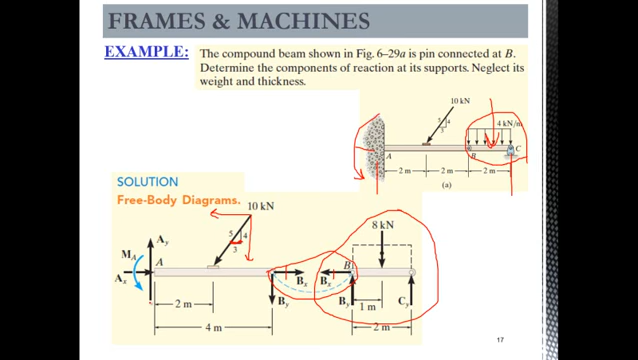 FRAMES & MACHINES
EXAMPLE: The compound beam shown in Fig. 6–29a is pin connected at B.
Determine the components of reaction at its supports. Neglect its
weight and thickness.
10 kN
5
4
3
4 kN/m
A
B
C
2 m
2 m
2 m
(a)
SOLUTION
Free-Body Diagrams.
10 kN
5
4
3
8 kN
M_A
A_y
A
A_x
B_x
B_x
B
B_y
B_y
C_y
2 m
1 m
4 m
2 m
17